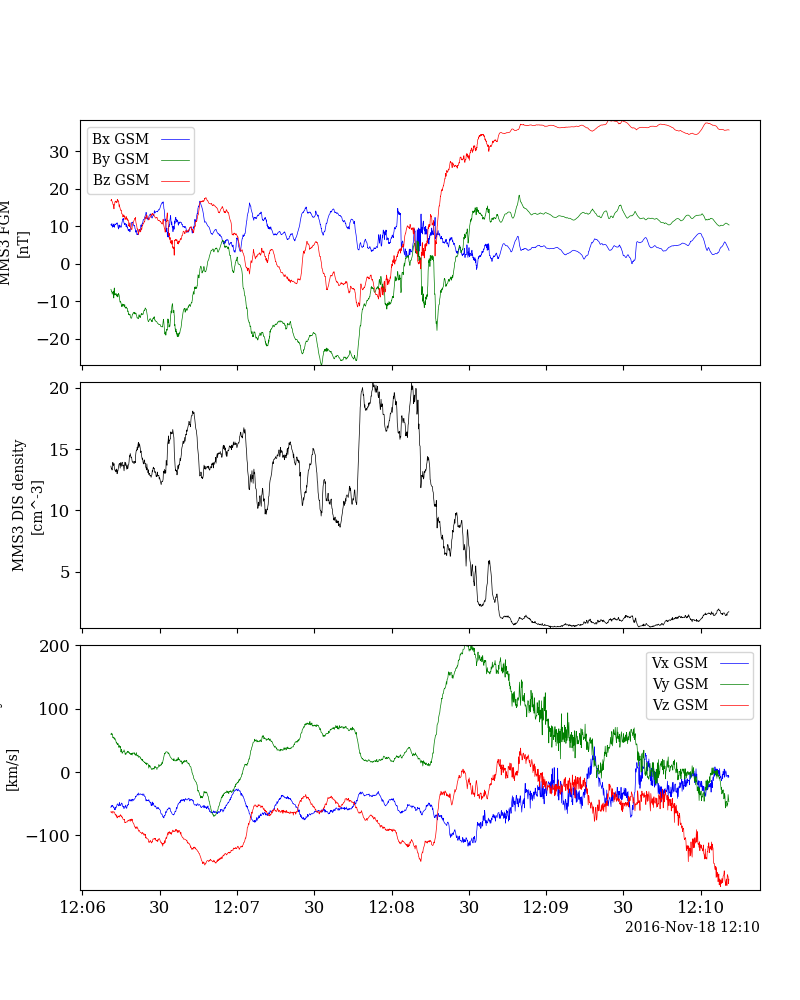 MMS3 FGM
[nT]
Bx GSM
By GSM
Bz GSM
30
20
10
0
−10
−20
MMS3 DIS density
[cm^-3]
20
15
10
5
[km/s]
200
100
0
−100
Vx GSM
Vy GSM
Vz GSM
12:06 30 12:07 30 12:08 30 12:09 30 12:10
2016-Nov-18 12:10